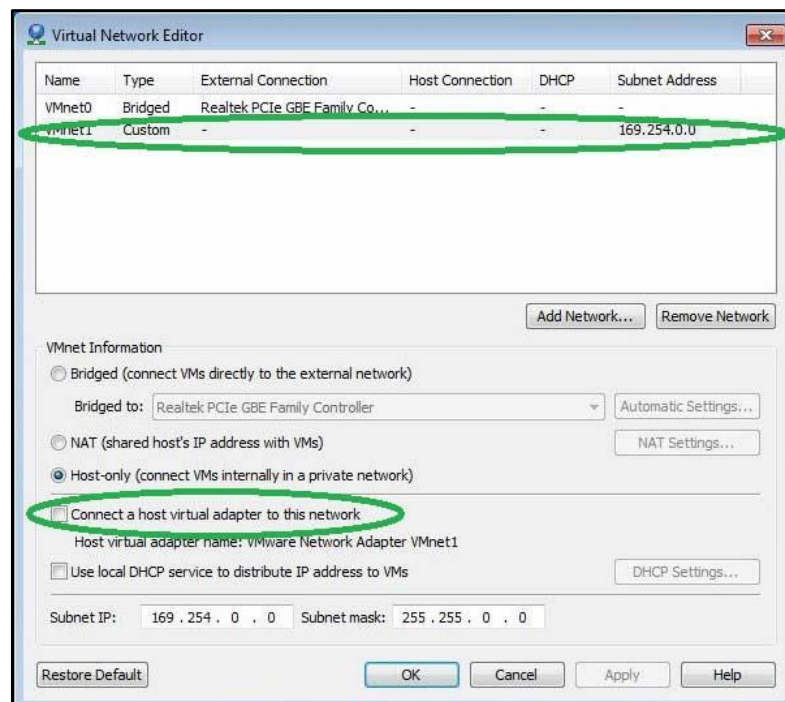 Virtual Network Editor
Name Type External Connection Host Connection DHCP Subnet Address
VMnet0 Bridged Realtek PCIe GBE Family Co... - - -
VMnet1 Custom - - - 169.254.0.0
Add Network... Remove Network
VMnet Information
Bridged (connect VMs directly to the external network)
Bridged to: Realtek PCIe GBE Family Controller Automatic Settings...
NAT (shared host's IP address with VMs) NAT Settings...
Host-only (connect VMs internally in a private network)
Connect a host virtual adapter to this network
Host virtual adapter name: VMware Network Adapter VMnet1
Use local DHCP service to distribute IP address to VMs DHCP Settings...
Subnet IP: 169 . 254 . 0 . 0 Subnet mask: 255 . 255 . 0 . 0
Restore Default OK Cancel Apply Help